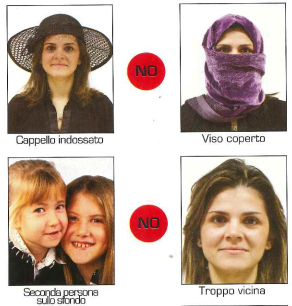 NO
Cappello indossato
Viso coperto
NO
Seconda persona
sullo sfondo
Troppo vicina